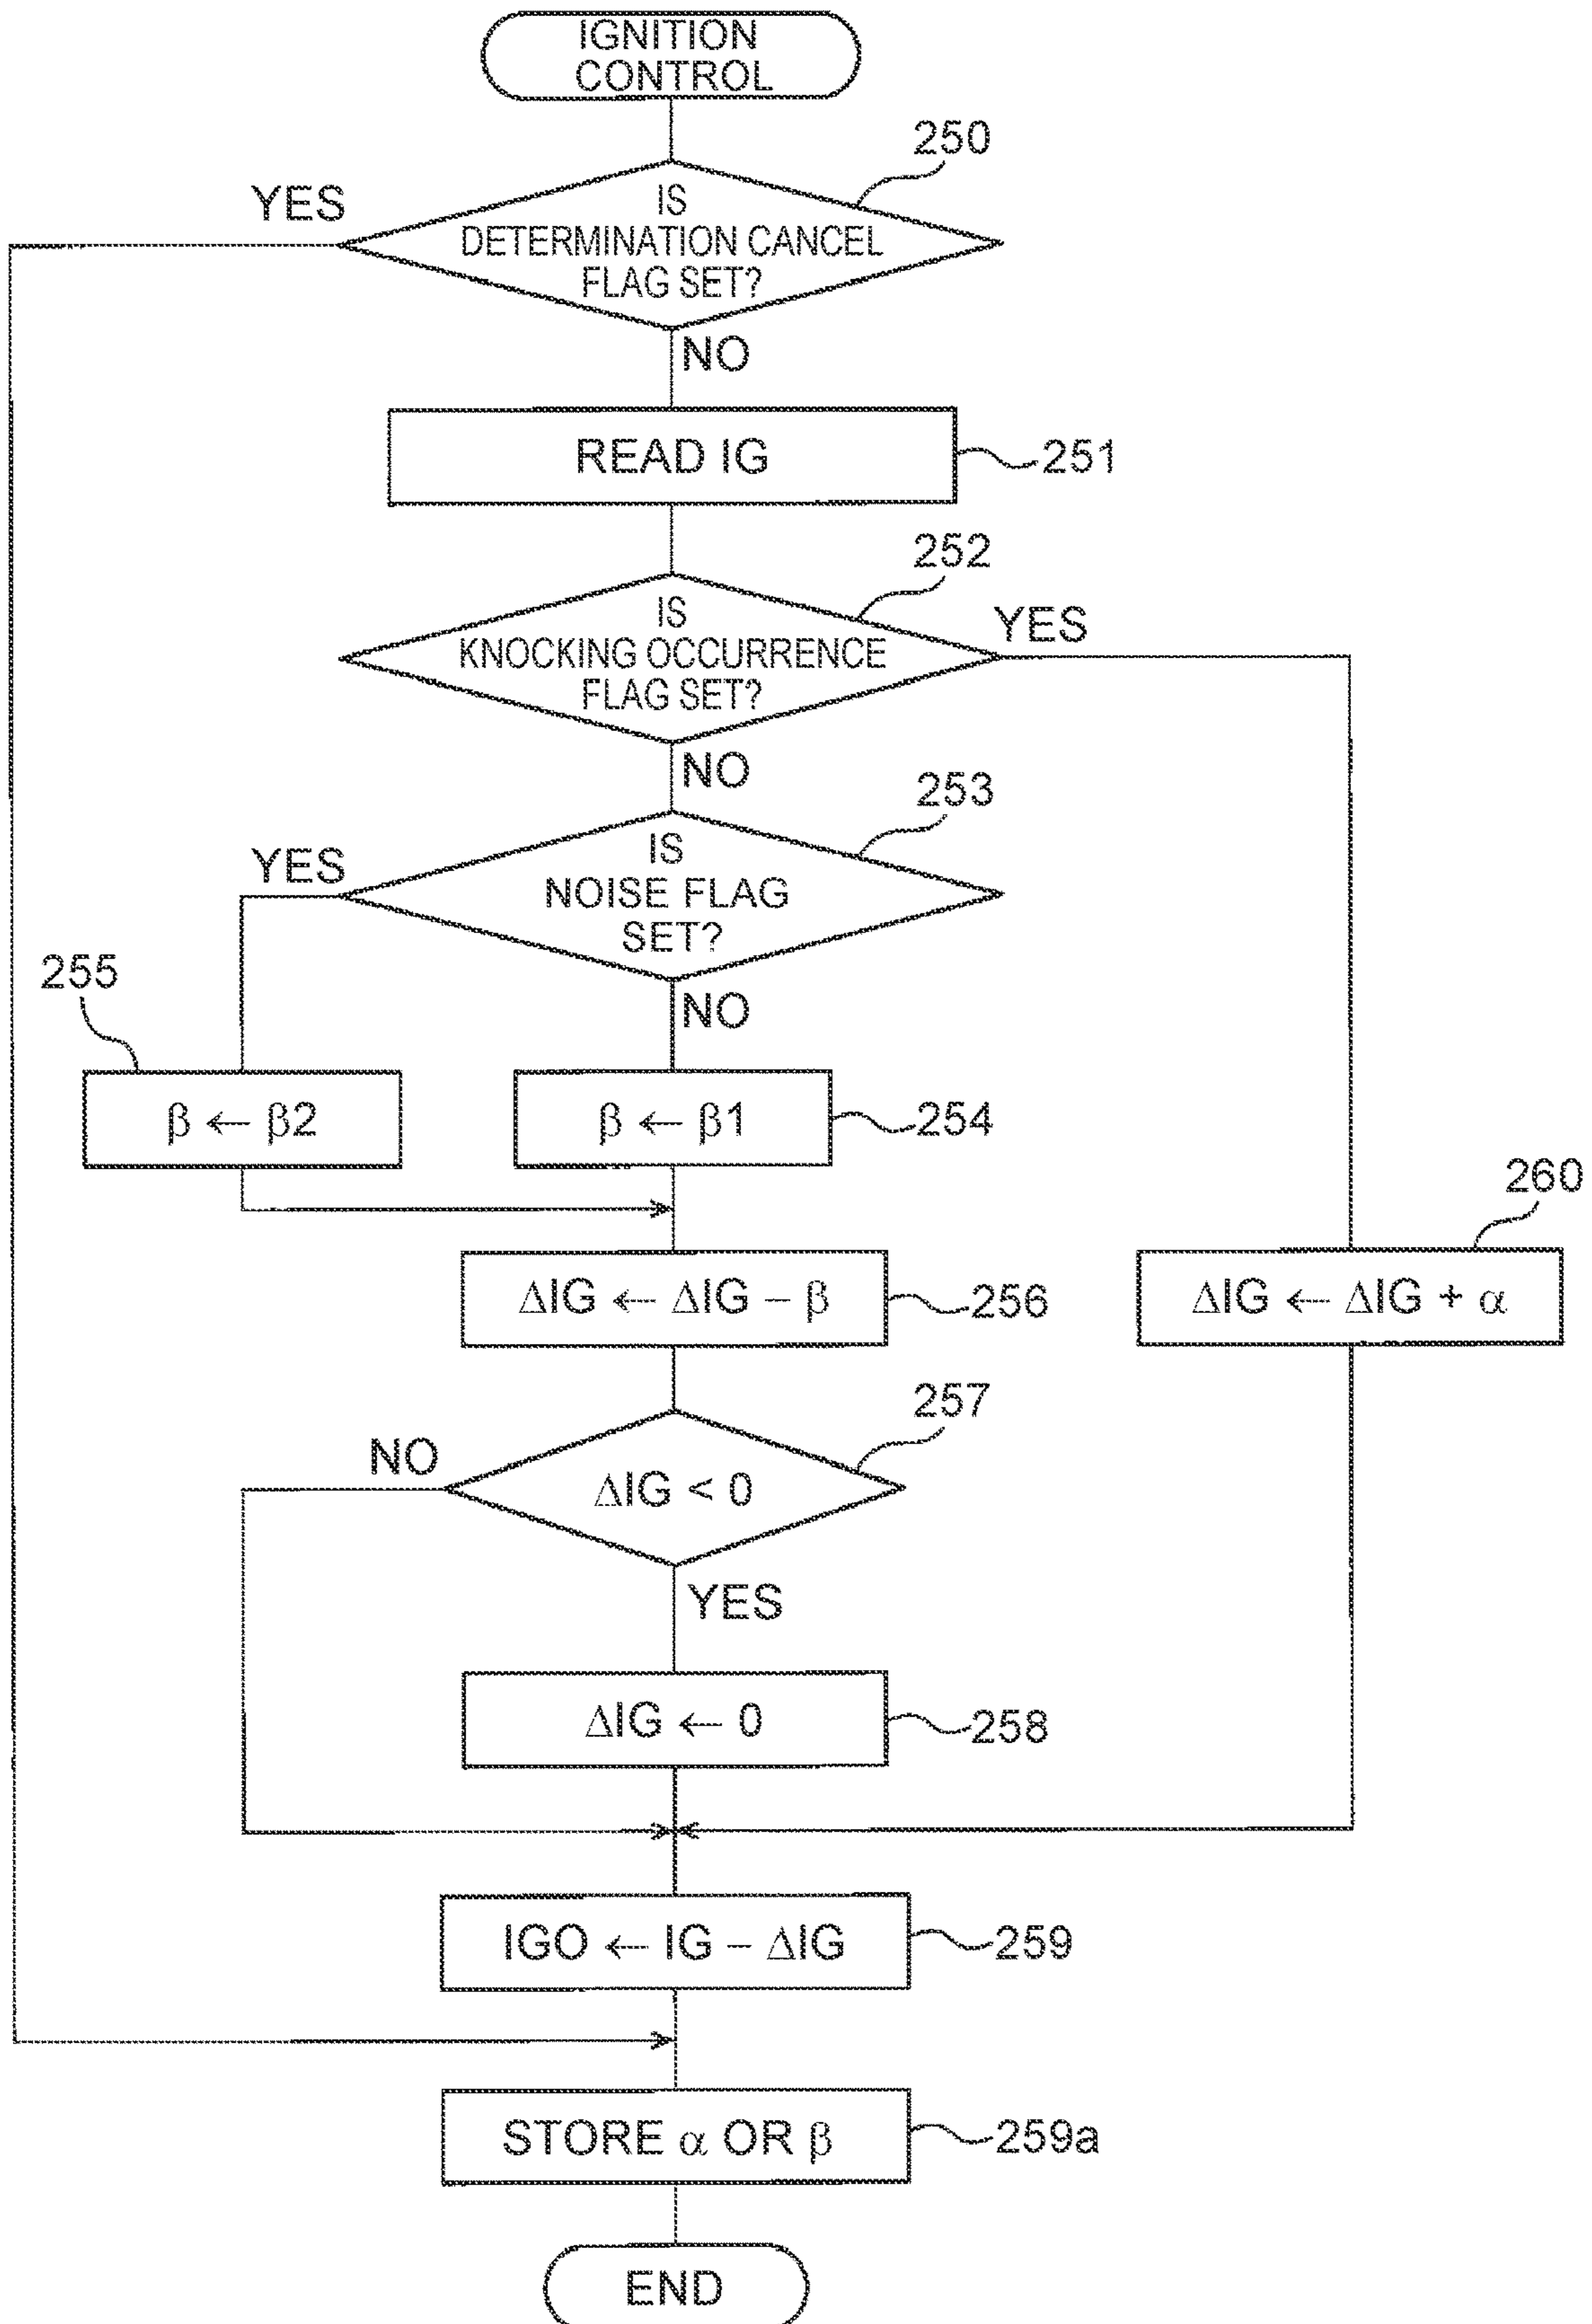 IGNITION
CONTROL
250
YES
IS
DETERMINATION CANCEL
FLAG SET?
NO
READ IG
251
252
IS
KNOCKING OCCURRENCE
FLAG SET?
YES
NO
253
YES
IS
NOISE FLAG
SET?
255
NO
β ← β2
β ← β1
254
260
ΔIG ← ΔIG – β
256
ΔIG ← ΔIG + α
257
NO
ΔIG < 0
YES
ΔIG ← 0
258
IGO ← IG – ΔIG
259
STORE α OR β
259a
END